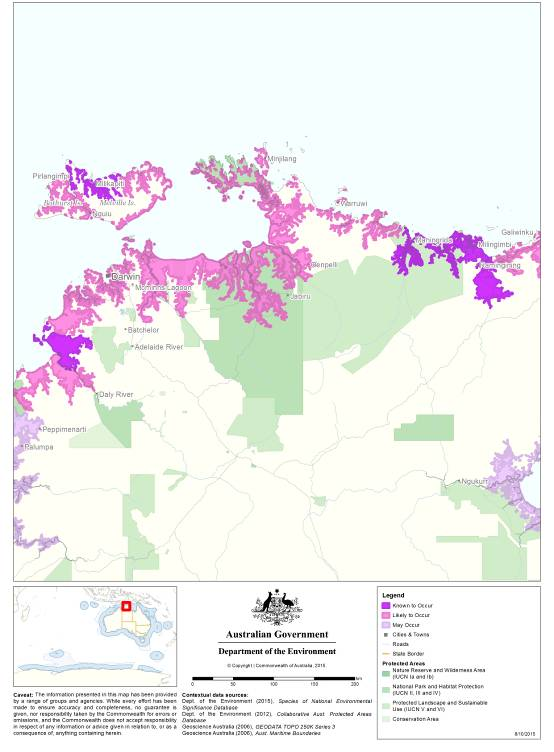 Minjilang
Pirlangimpi
Milikapiti
Bathurst Is.
Melville Is.
Nguiu
Warruwi
Maningrida
Galiwinku
Milingimbi
Ramingining
Oenpelli
Darwin
Mominns Lagoon
Jabiru
Batchelor
Adelaide River
Daly River
Peppimenarti
Palumpa
Ngukurr
Australian Government
Department of the Environment
© Copyright | Commonwealth of Australia, 2015
0 50 100 150 200
km
Caveat: The information presented in this map has been provided
by a range of groups and agencies. While every effort has been
made to ensure accuracy and completeness, no guarantee is
given, nor responsibility taken by the Commonwealth for errors or
omissions, and the Commonwealth does not accept responsibility
in respect of any information or advice given in relation to, or as a
consequence of, anything containing herein.
Contextual data sources:
Dept. of the Environment (2015), Species of National Environmental
Significance Database
Dept. of the Environment (2012), Collaborative Aust. Protected Areas
Database
Geoscience Australia (2006), GEODATA TOPO 250K Series 3
Geoscience Australia (2006), Aust. Maritime Boundaries
Legend
Known to Occur
Likely to Occur
May Occur
Cities & Towns
Roads
State Border
Protected Areas
Nature Reserve and Wilderness Area
(IUCN Ia and Ib)
National Park and Habitat Protection
(IUCN II, III and IV)
Protected Landscape and Sustainable
Use (IUCN V and VI)
Conservation Area
8/10/2015